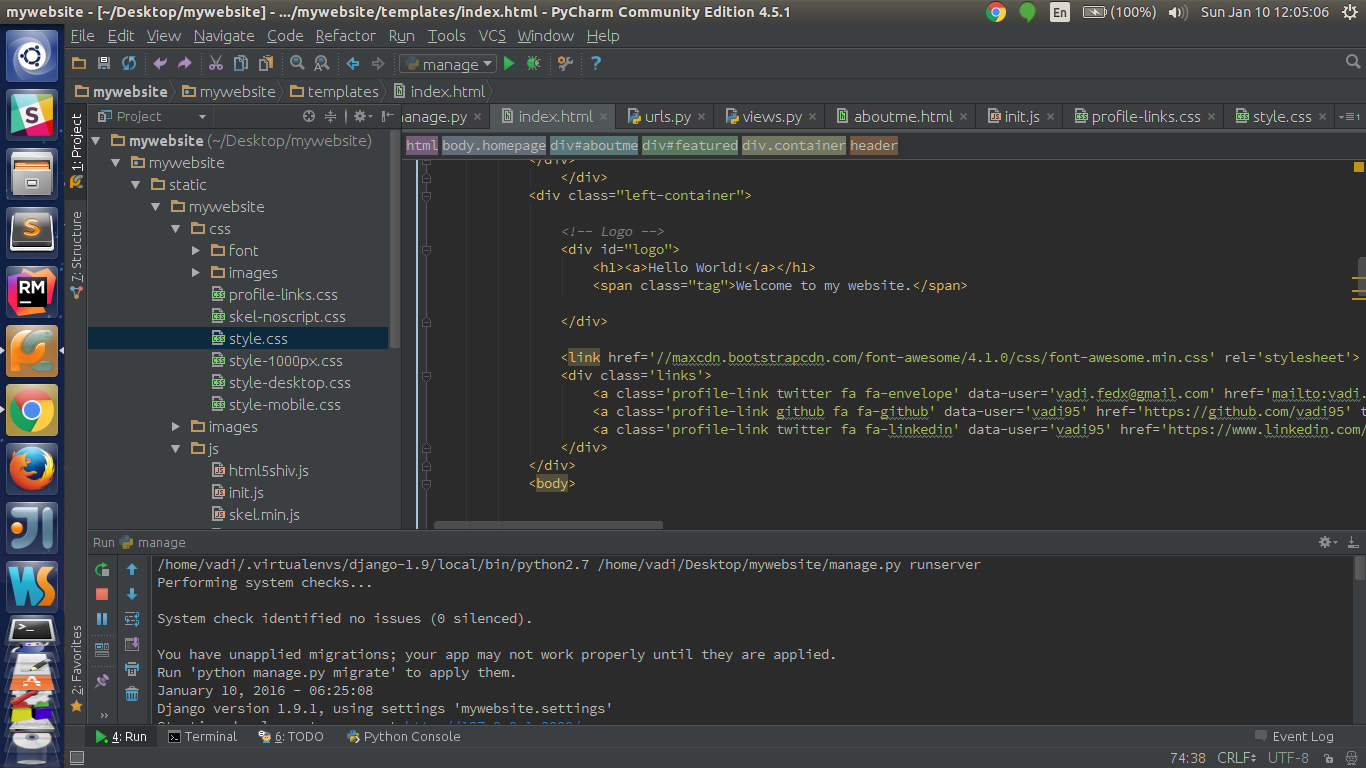 mywebsite - [~/Desktop/mywebsite] - .../mywebsite/templates/index.html - PyCharm Community Edition 4.5.1
En (100%) Sun Jan 10 12:05:06
File Edit View Navigate Code Refactor Run Tools VCS Window Help
manage
mywebsite mywebsite templates index.html
Project
manage.py index.html urls.py views.py aboutme.html init.js profile-links.css style.css
html body.homepage div#aboutme div#featured div.container header
1: Project
7: Structure
2: Favorites
mywebsite (~/Desktop/mywebsite)
mywebsite
static
mywebsite
css
font
images
profile-links.css
skel-noscript.css
style.css
style-1000px.css
style-desktop.css
style-mobile.css
images
js
html5shiv.js
init.js
skel.min.js
</div>
</div>
<div class="left-container">
<!-- Logo -->
<div id="logo">
<h1><a>Hello World!</a></h1>
<span class="tag">Welcome to my website.</span>
</div>
<link href='//maxcdn.bootstrapcdn.com/font-awesome/4.1.0/css/font-awesome.min.css' rel='stylesheet'>
<div class='links'>
<a class='profile-link twitter fa fa-envelope' data-user='vadi.fedx@gmail.com' href='mailto:vadi.
<a class='profile-link github fa fa-github' data-user='vadi95' href='https://github.com/vadi95' t
<a class='profile-link twitter fa fa-linkedin' data-user='vadi95' href='https://www.linkedin.com/
</div>
</div>
<body>
Run manage
/home/vadi/.virtualenvs/django-1.9/local/bin/python2.7 /home/vadi/Desktop/mywebsite/manage.py runserver
Performing system checks...
System check identified no issues (0 silenced).
You have unapplied migrations; your app may not work properly until they are applied.
Run 'python manage.py migrate' to apply them.
January 10, 2016 - 06:25:08
Django version 1.9.1, using settings 'mywebsite.settings'
4: Run Terminal 6: TODO Python Console Event Log
74:38 CRLF UTF-8